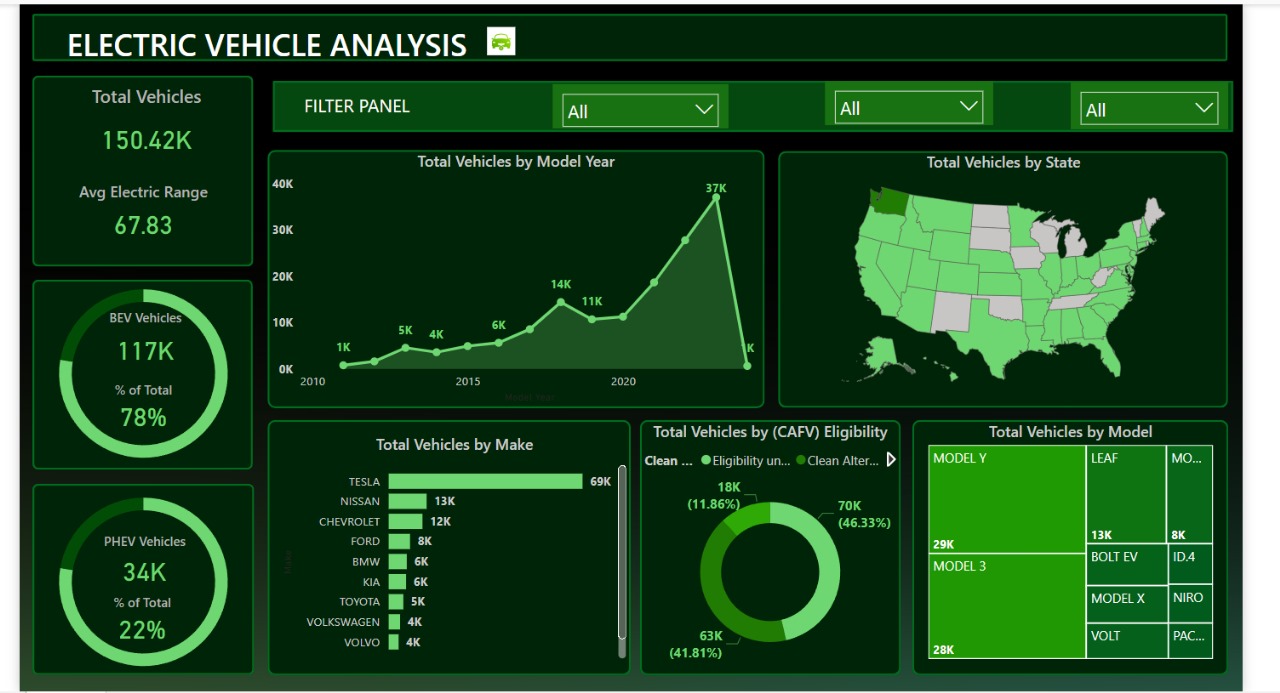 ELECTRIC VEHICLE ANALYSIS
Total Vehicles
150.42K
Avg Electric Range
67.83
FILTER PANEL
All
All
All
BEV Vehicles
117K
% of Total
78%
PHEV Vehicles
34K
% of Total
22%
Total Vehicles by Model Year
40K
30K
20K
10K
0K
1K
5K
4K
6K
14K
11K
37K
K
2010
2015
2020
Model Year
Total Vehicles by State
Total Vehicles by Make
Make
TESLA 69K
NISSAN 13K
CHEVROLET 12K
FORD 8K
BMW 6K
KIA 6K
TOYOTA 5K
VOLKSWAGEN 4K
VOLVO 4K
Total Vehicles by (CAFV) Eligibility
Clean ... Eligibility un... Clean Alter...
18K
(11.86%)
70K
(46.33%)
63K
(41.81%)
Total Vehicles by Model
MODEL Y
29K
MODEL 3
28K
LEAF
13K
MO...
8K
BOLT EV
ID.4
MODEL X
NIRO
VOLT
PAC...